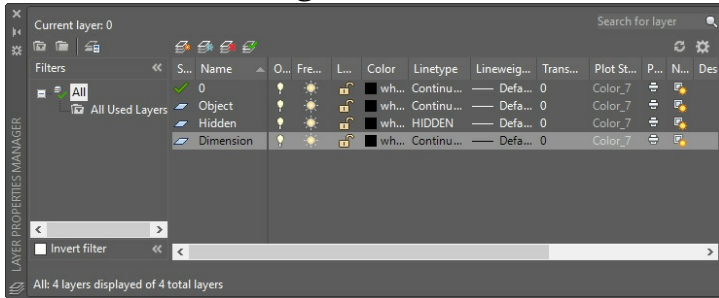 Current layer: 0
Search for layer
Filters
S... Name O... Fre... L... Color Linetype Lineweig... Trans... Plot St... P... N... Des
All
All Used Layers
0 wh... Continu... Defa... 0 Color_7
Object wh... Continu... Defa... 0 Color_7
Hidden wh... HIDDEN Defa... 0 Color_7
Dimension wh... Continu... Defa... 0 Color_7
Invert filter
All: 4 layers displayed of 4 total layers
LAYER PROPERTIES MANAGER